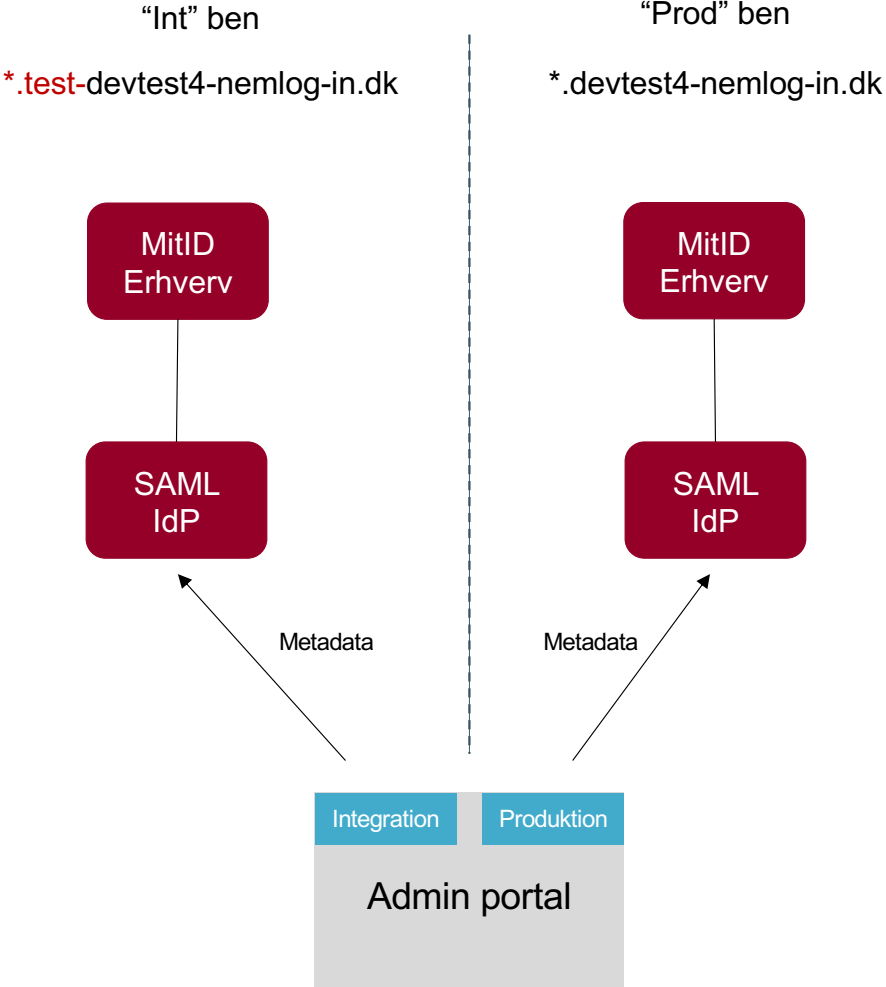 “Int” ben
“Prod” ben
*.test-devtest4-nemlog-in.dk
*.devtest4-nemlog-in.dk
MitID
Erhverv
MitID
Erhverv
SAML
IdP
SAML
IdP
Metadata
Metadata
Integration
Produktion
Admin portal